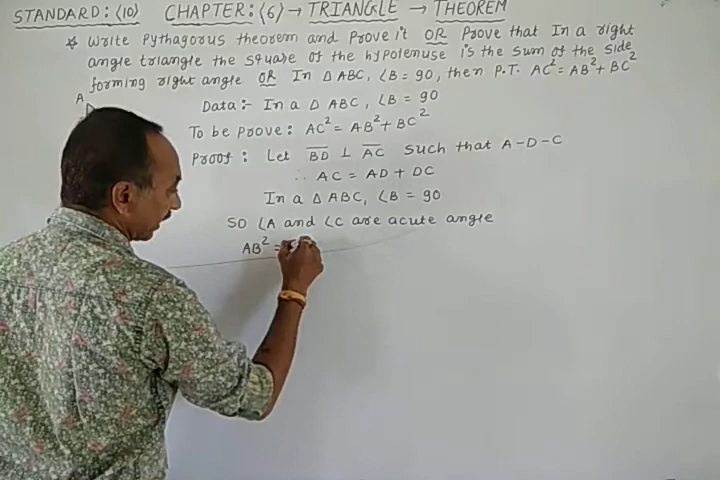 STANDARD:⟨10⟩ CHAPTER:⟨6⟩ → TRIANGLE → THEOREM
* Write Pythagorus theorem and Prove it OR Prove that In a right
angle triangle the square of the hypotenuse is the sum of the side
forming right angle OR In △ ABC, ∠B = 90, then P.T. AC² = AB² + BC²
A
Data:- In a △ ABC, ∠B = 90
To be Prove: AC² = AB² + BC²
Proof: Let BD ⊥ AC such that A-D-C
∴ AC = AD + DC
In a △ ABC, ∠B = 90
SO ∠A and ∠C are acute angle
AB² =